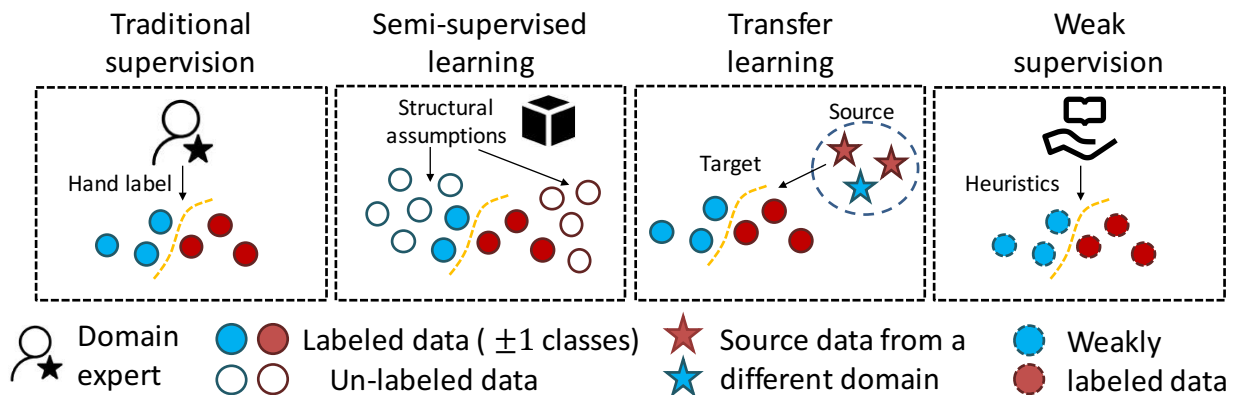 Traditional
supervision
Semi-supervised
learning
Transfer
learning
Weak
supervision
Hand label
Structural
assumptions
Source
Target
Heuristics
Domain
expert
Labeled data ( ±1 classes)
Un-labeled data
Source data from a
different domain
Weakly
labeled data